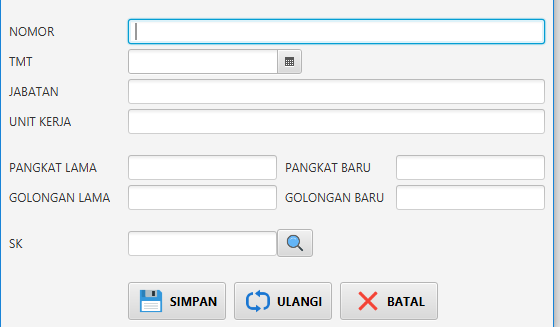 NOMOR
TMT
JABATAN
UNIT KERJA
PANGKAT LAMA PANGKAT BARU
GOLONGAN LAMA GOLONGAN BARU
SK
SIMPAN ULANGI BATAL